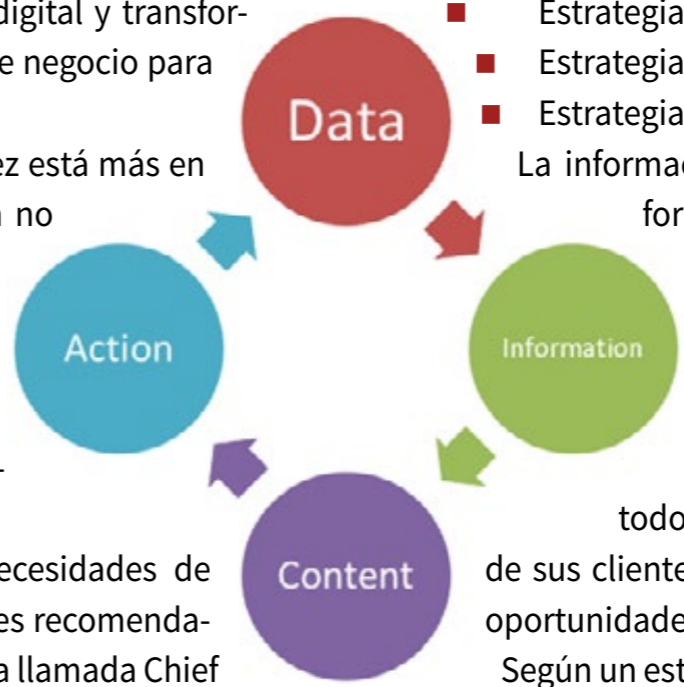 digital y transfor-
e negocio para
ez está más en
no
-
ecesidades de
es recomenda-
a llamada Chief
Data
Information
Content
Action
Estrategia
Estrategia
Estrategia
La informac
for
todo
de sus cliente
oportunidade
Según un est